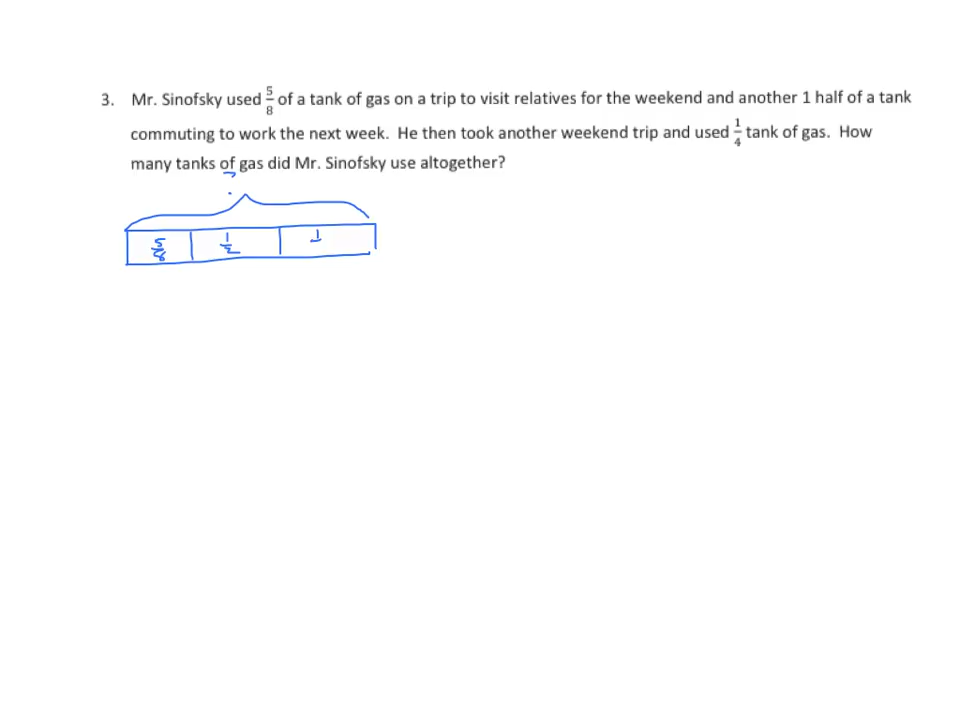 3. Mr. Sinofsky used 5/8 of a tank of gas on a trip to visit relatives for the weekend and another 1 half of a tank
commuting to work the next week. He then took another weekend trip and used 1/4 tank of gas. How
many tanks of gas did Mr. Sinofsky use altogether?
?
5/8 1/2 1